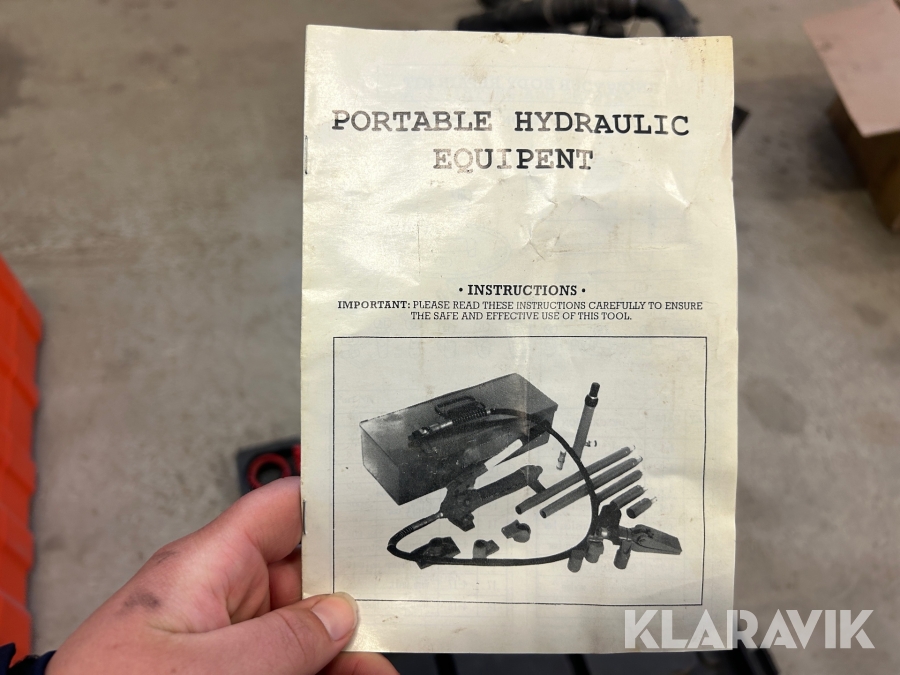 PORTABLE HYDRAULIC
EQUIPENT
• INSTRUCTIONS •
IMPORTANT: PLEASE READ THESE INSTRUCTIONS CAREFULLY TO ENSURE
THE SAFE AND EFFECTIVE USE OF THIS TOOL.
KLARAVIK